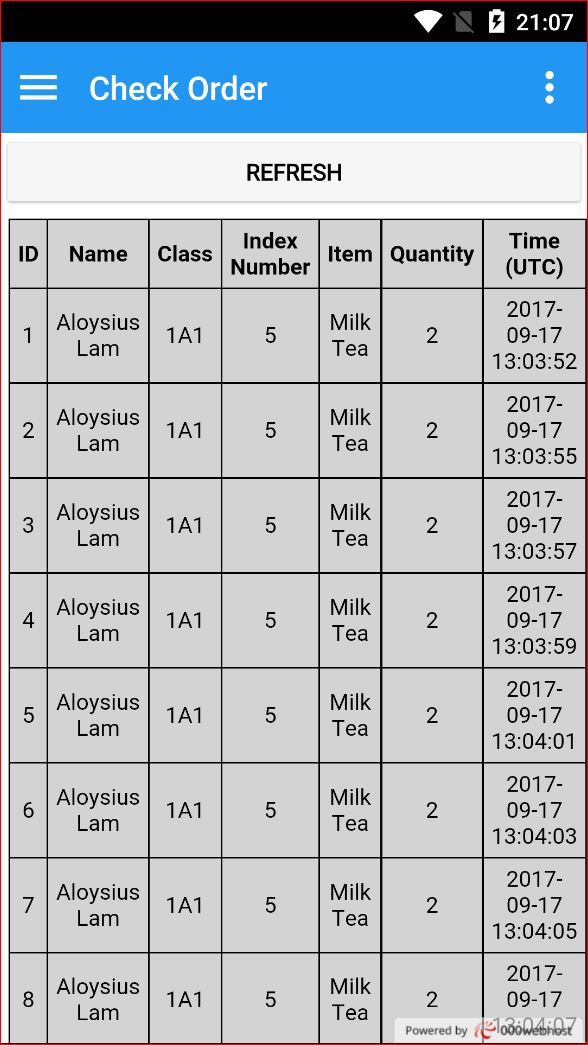 21:07
Check Order
REFRESH
ID Name Class Index Number Item Quantity Time (UTC)
1 Aloysius Lam 1A1 5 Milk Tea 2 2017-09-17 13:03:52
2 Aloysius Lam 1A1 5 Milk Tea 2 2017-09-17 13:03:55
3 Aloysius Lam 1A1 5 Milk Tea 2 2017-09-17 13:03:57
4 Aloysius Lam 1A1 5 Milk Tea 2 2017-09-17 13:03:59
5 Aloysius Lam 1A1 5 Milk Tea 2 2017-09-17 13:04:01
6 Aloysius Lam 1A1 5 Milk Tea 2 2017-09-17 13:04:03
7 Aloysius Lam 1A1 5 Milk Tea 2 2017-09-17 13:04:05
8 Aloysius Lam 1A1 5 Milk Tea 2 2017-09-17 13:04:07
Powered by 000webhost